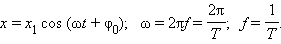 x = x₁ cos (ωt + φ₀); ω = 2πf = 2π/T; f = 1/T.